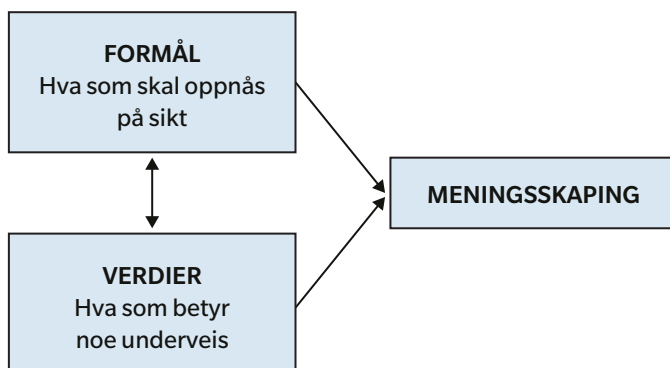 FORMÅL
Hva som skal oppnås
på sikt
MENINGSSKAPING
VERDIER
Hva som betyr
noe underveis